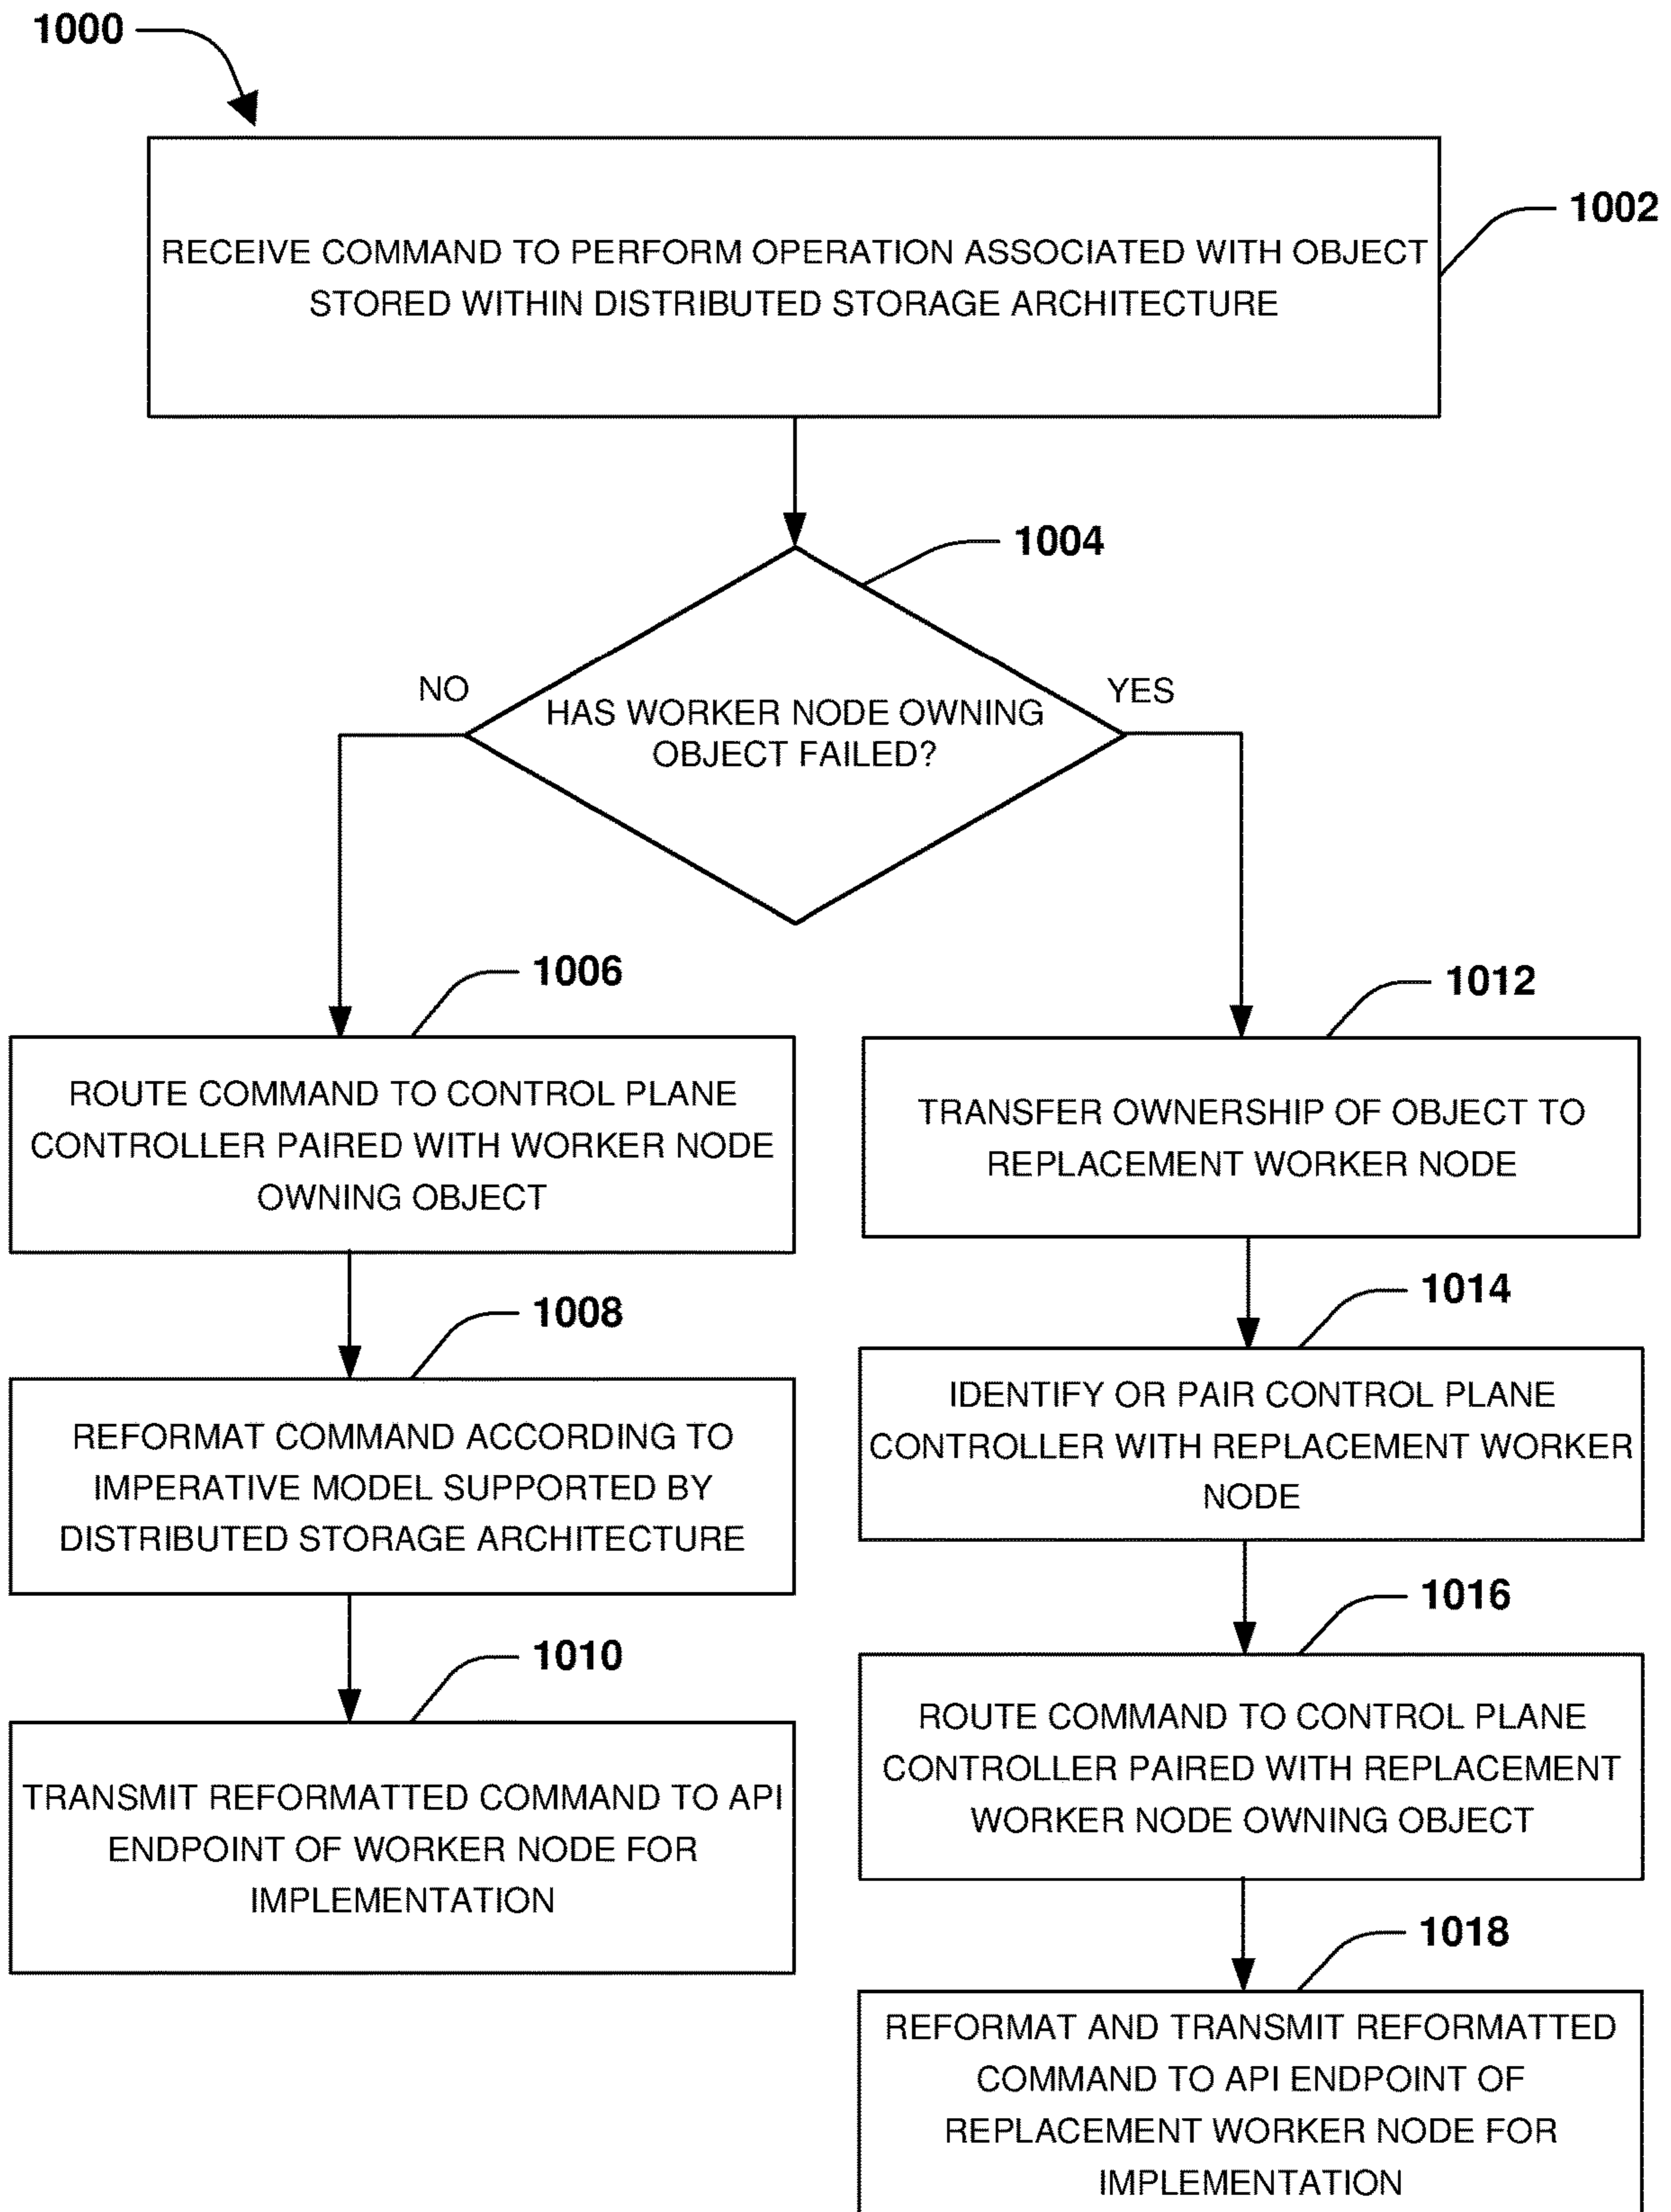 1000
1002
RECEIVE COMMAND TO PERFORM OPERATION ASSOCIATED WITH OBJECT
STORED WITHIN DISTRIBUTED STORAGE ARCHITECTURE
1004
NO
YES
HAS WORKER NODE OWNING
OBJECT FAILED?
1006
ROUTE COMMAND TO CONTROL PLANE
CONTROLLER PAIRED WITH WORKER NODE
OWNING OBJECT
1008
REFORMAT COMMAND ACCORDING TO
IMPERATIVE MODEL SUPPORTED BY
DISTRIBUTED STORAGE ARCHITECTURE
1010
TRANSMIT REFORMATTED COMMAND TO API
ENDPOINT OF WORKER NODE FOR
IMPLEMENTATION
1012
TRANSFER OWNERSHIP OF OBJECT TO
REPLACEMENT WORKER NODE
1014
IDENTIFY OR PAIR CONTROL PLANE
CONTROLLER WITH REPLACEMENT WORKER
NODE
1016
ROUTE COMMAND TO CONTROL PLANE
CONTROLLER PAIRED WITH REPLACEMENT
WORKER NODE OWNING OBJECT
1018
REFORMAT AND TRANSMIT REFORMATTED
COMMAND TO API ENDPOINT OF
REPLACEMENT WORKER NODE FOR
IMPLEMENTATION